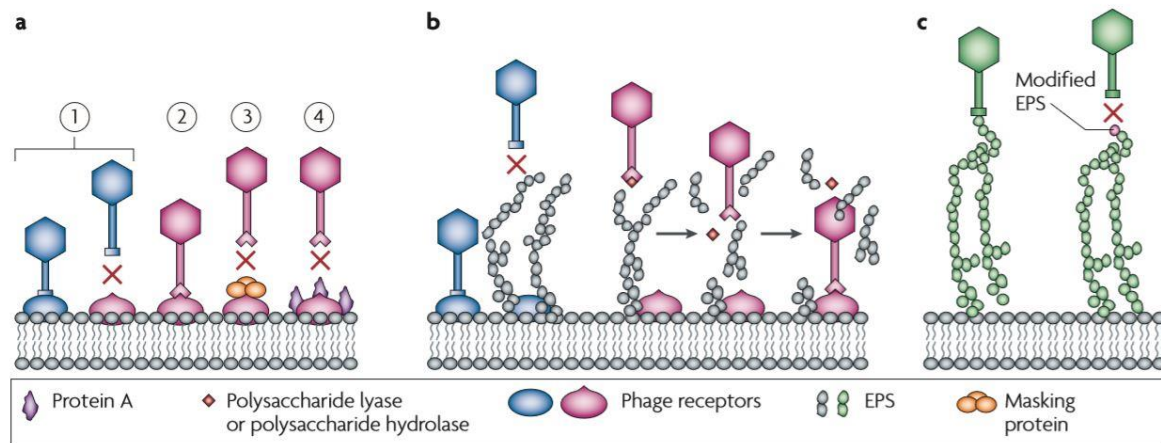 a
b
c
1
2
3
4
Modified
EPS
Protein A
Polysaccharide lyase
or polysaccharide hydrolase
Phage receptors
EPS
Masking
protein